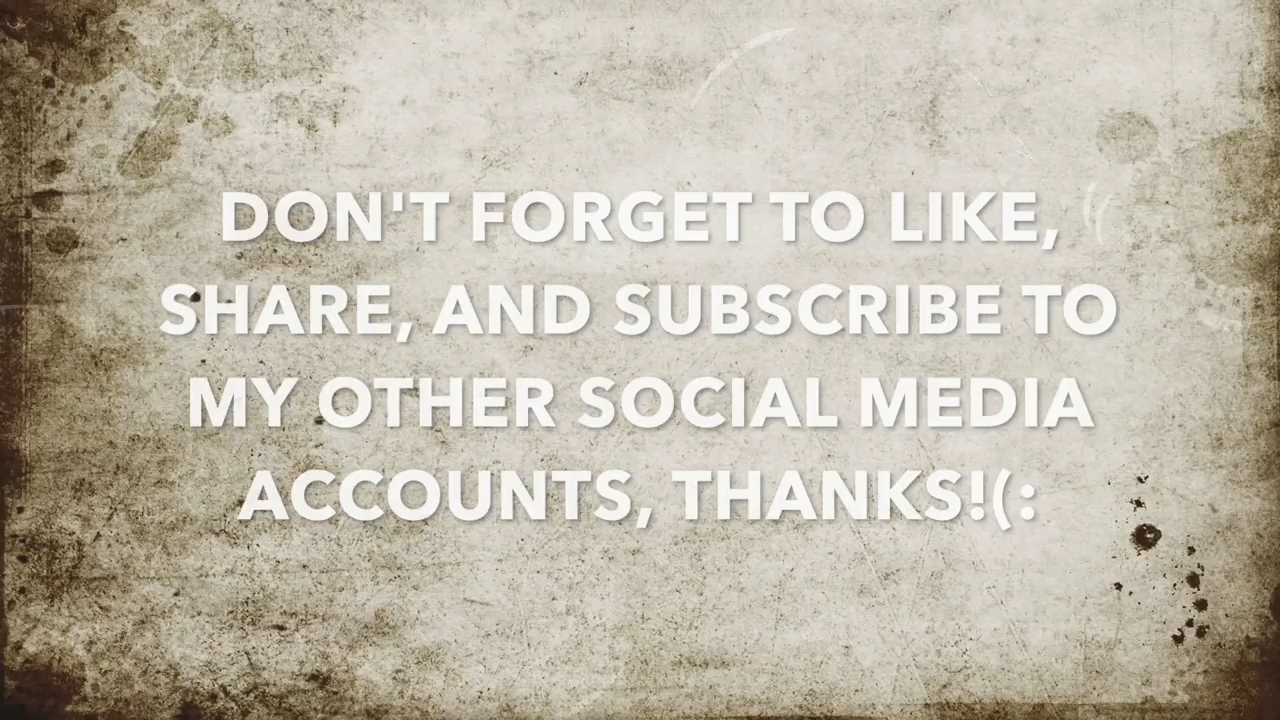 DON'T FORGET TO LIKE,
SHARE, AND SUBSCRIBE TO
MY OTHER SOCIAL MEDIA
ACCOUNTS, THANKS!(: